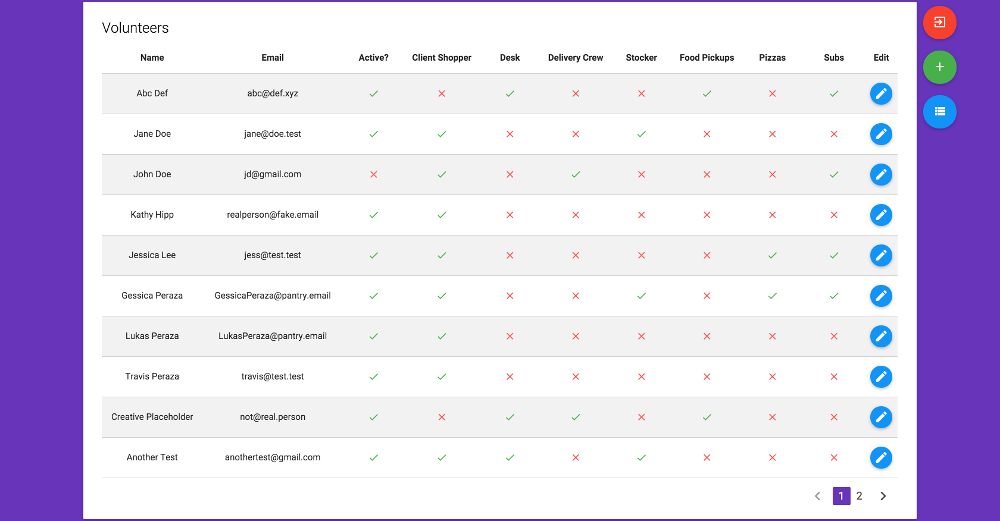 Volunteers
Name Email Active? Client Shopper Desk Delivery Crew Stocker Food Pickups Pizzas Subs Edit
Abc Def abc@def.xyz
Jane Doe jane@doe.test
John Doe jd@gmail.com
Kathy Hipp realperson@fake.email
Jessica Lee jess@test.test
Gessica Peraza GessicaPeraza@pantry.email
Lukas Peraza LukasPeraza@pantry.email
Travis Peraza travis@test.test
Creative Placeholder not@real.person
Another Test anothertest@gmail.com
1 2